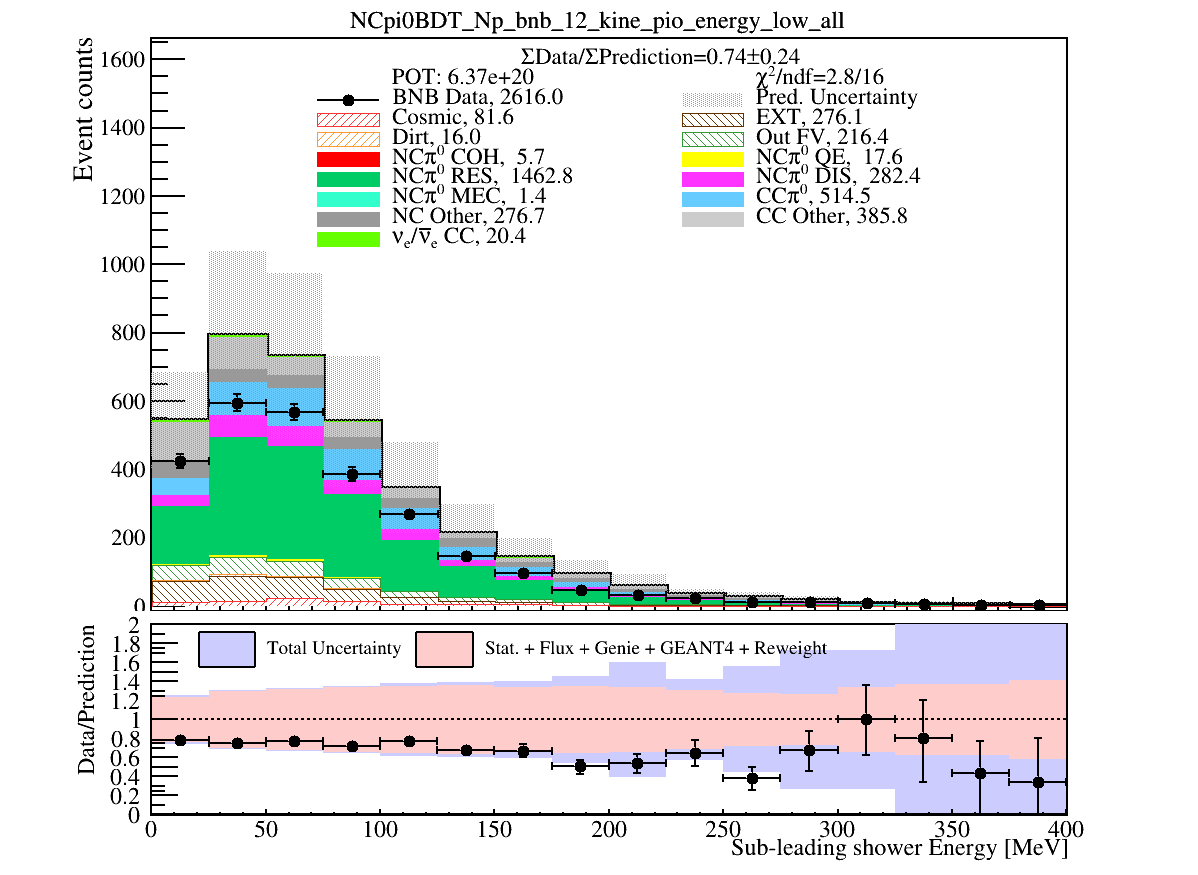 NCpi0BDT_Np_bnb_12_kine_pio_energy_low_all
ΣData/ΣPrediction=0.74±0.24
POT: 6.37e+20
χ²/ndf=2.8/16
BNB Data, 2616.0
Pred. Uncertainty
Cosmic, 81.6
EXT, 276.1
Dirt, 16.0
Out FV, 216.4
NCπ⁰ COH, 5.7
NCπ⁰ QE, 17.6
NCπ⁰ RES, 1462.8
NCπ⁰ DIS, 282.4
NCπ⁰ MEC, 1.4
CCπ⁰, 514.5
NC Other, 276.7
CC Other, 385.8
νₑ/ν̅ₑ CC, 20.4
Event counts
1600
1400
1200
1000
800
600
400
200
0
Data/Prediction
2
1.8
1.6
1.4
1.2
1
0.8
0.6
0.4
0.2
0
Total Uncertainty
Stat. + Flux + Genie + GEANT4 + Reweight
0 50 100 150 200 250 300 350 400
Sub-leading shower Energy [MeV]